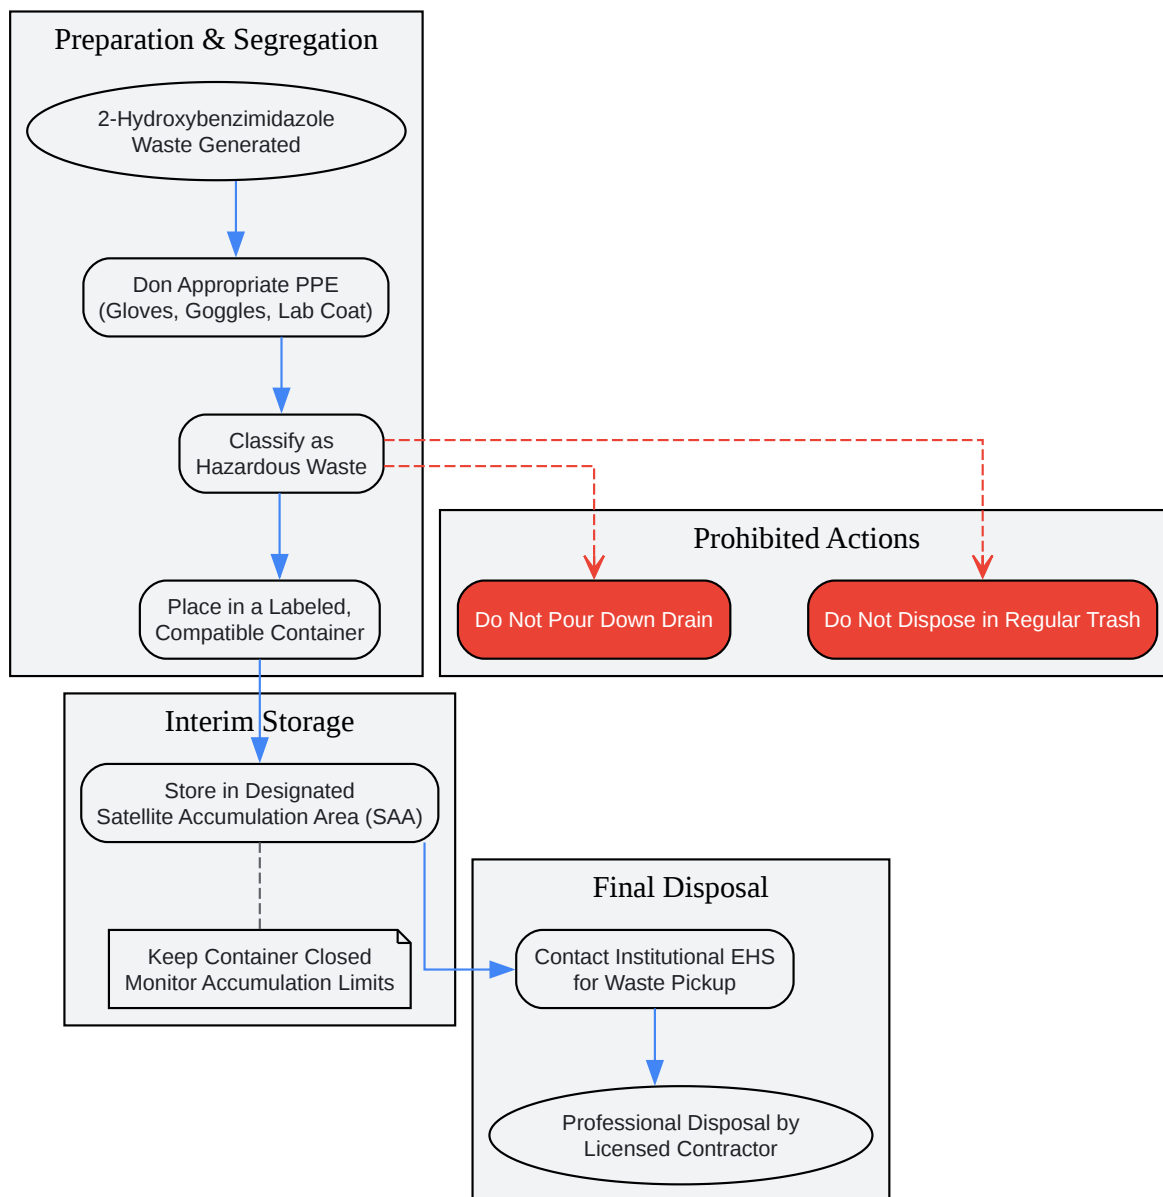 Preparation & Segregation
2-Hydroxybenzimidazole
Waste Generated
Don Appropriate PPE
(Gloves, Goggles, Lab Coat)
Classify as
Hazardous Waste
Place in a Labeled,
Compatible Container
Prohibited Actions
Do Not Pour Down Drain
Do Not Dispose in Regular Trash
Interim Storage
Store in Designated
Satellite Accumulation Area (SAA)
Keep Container Closed
Monitor Accumulation Limits
Final Disposal
Contact Institutional EHS
for Waste Pickup
Professional Disposal by
Licensed Contractor